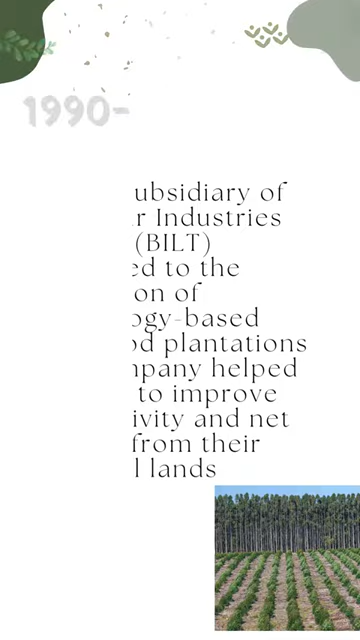 1990-
ubsidiary of
r Industries
(BILT)
ed to the
on of
ogy-based
od plantations
mpany helped
to improve
ivity and net
from their
l lands